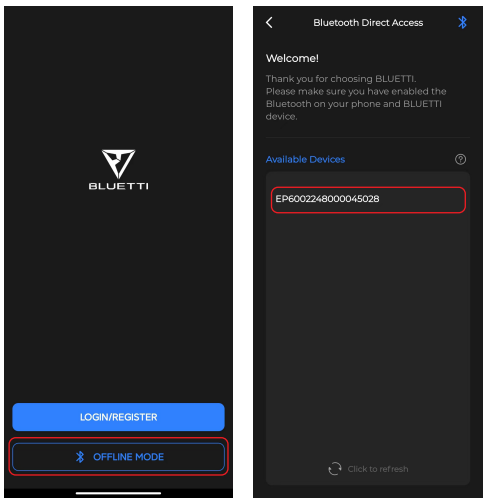 BLUETTI
LOGIN/REGISTER
OFFLINE MODE
Bluetooth Direct Access
Welcome!
Thank you for choosing BLUETTI.
Please make sure you have enabled the
Bluetooth on your phone and BLUETTI
device.
Available Devices
EP6002248000045028
Click to refresh